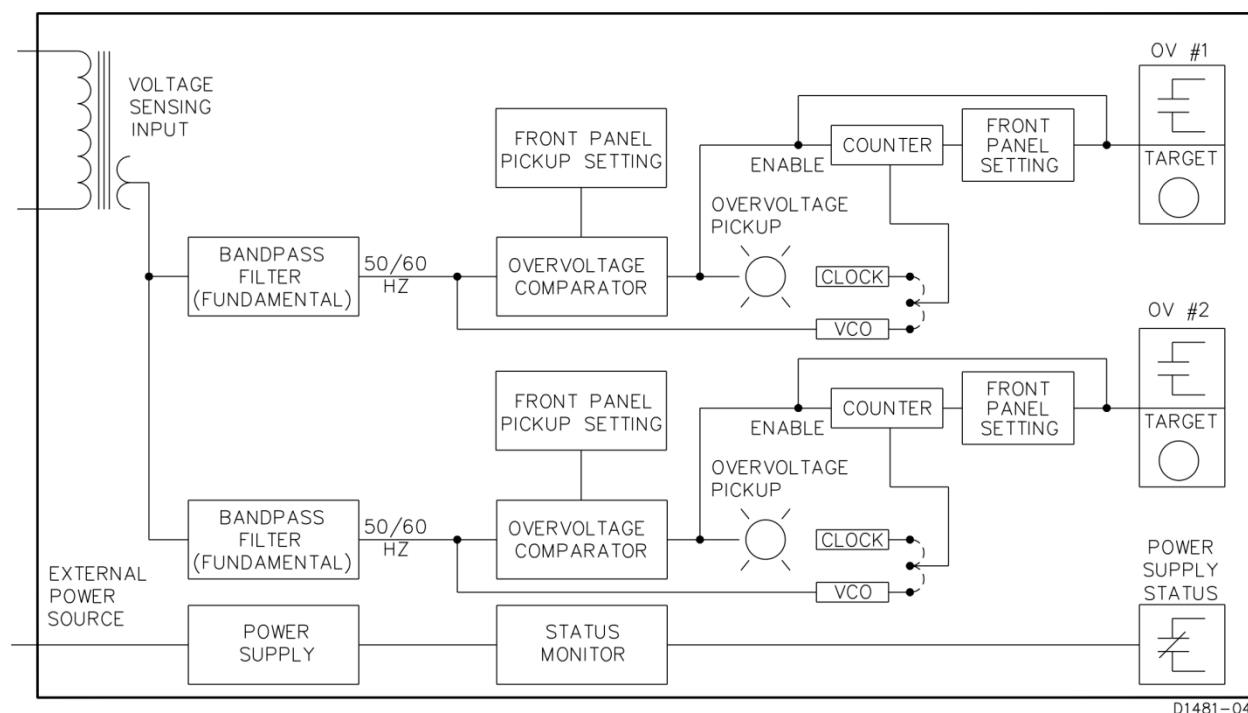 OV #1
VOLTAGE
SENSING
INPUT
FRONT PANEL
PICKUP SETTING
ENABLE
COUNTER
FRONT
PANEL
SETTING
TARGET
OVERVOLTAGE
PICKUP
BANDPASS
FILTER
(FUNDAMENTAL)
50/60
HZ
OVERVOLTAGE
COMPARATOR
CLOCK
VCO
OV #2
FRONT PANEL
PICKUP SETTING
ENABLE
COUNTER
FRONT
PANEL
SETTING
TARGET
OVERVOLTAGE
PICKUP
BANDPASS
FILTER
(FUNDAMENTAL)
50/60
HZ
OVERVOLTAGE
COMPARATOR
CLOCK
VCO
EXTERNAL
POWER
SOURCE
POWER
SUPPLY
STATUS
MONITOR
POWER
SUPPLY
STATUS
D1481-04